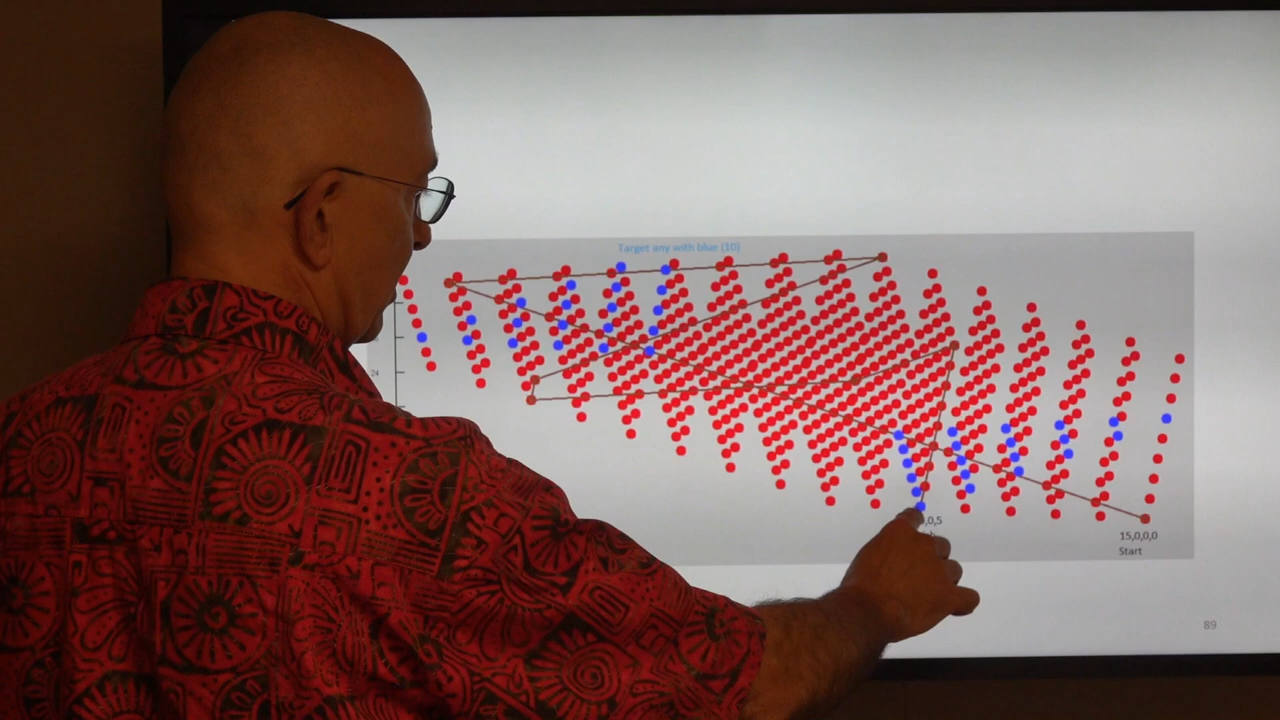 Target any with blue (10)
24
,0,5
15,0,0,0
Start
89